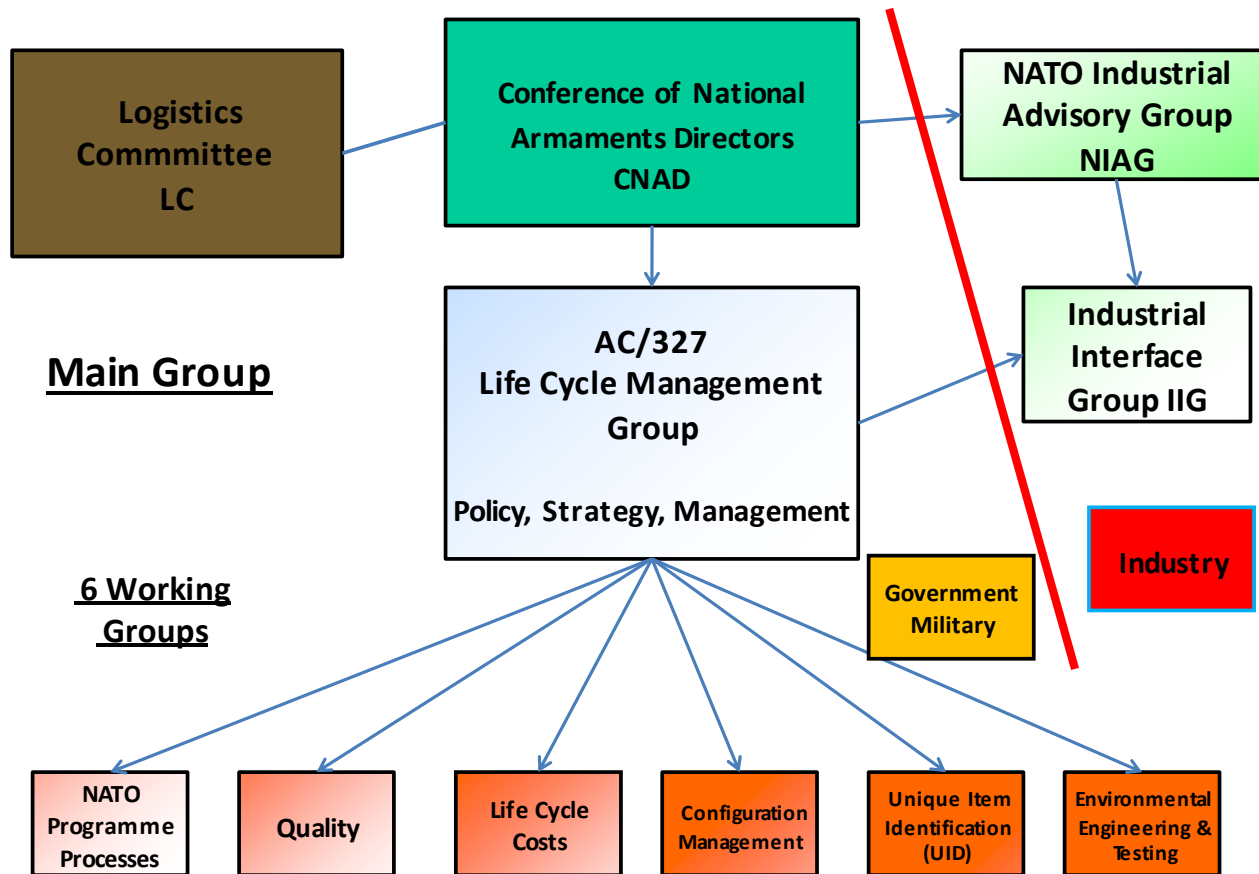 Logistics
Commmittee
LC
Conference of National
Armaments Directors
CNAD
NATO Industrial
Advisory Group
NIAG
Main Group
AC/327
Life Cycle Management
Group
Policy, Strategy, Management
Industrial
Interface
Group IIG
6 Working
Groups
Government
Military
Industry
NATO
Programme
Processes
Quality
Life Cycle
Costs
Configuration
Management
Unique Item
Identification
(UID)
Environmental
Engineering &
Testing